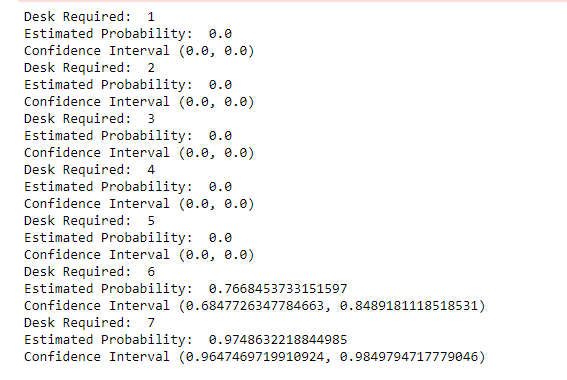 Desk Required:  1
Estimated Probability:  0.0
Confidence Interval (0.0, 0.0)
Desk Required:  2
Estimated Probability:  0.0
Confidence Interval (0.0, 0.0)
Desk Required:  3
Estimated Probability:  0.0
Confidence Interval (0.0, 0.0)
Desk Required:  4
Estimated Probability:  0.0
Confidence Interval (0.0, 0.0)
Desk Required:  5
Estimated Probability:  0.0
Confidence Interval (0.0, 0.0)
Desk Required:  6
Estimated Probability:  0.7668453733151597
Confidence Interval (0.6847726347784663, 0.8489181118518531)
Desk Required:  7
Estimated Probability:  0.9748632218844985
Confidence Interval (0.9647469719910924, 0.9849794717779046)